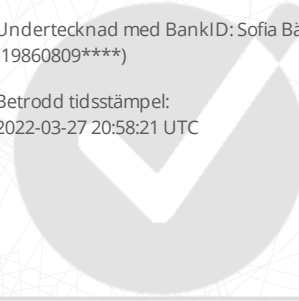 Undertecknad med BankID: Sofia
19860809****)
Betrodd tidsstämpel:
2022-03-27 20:58:21 UTC